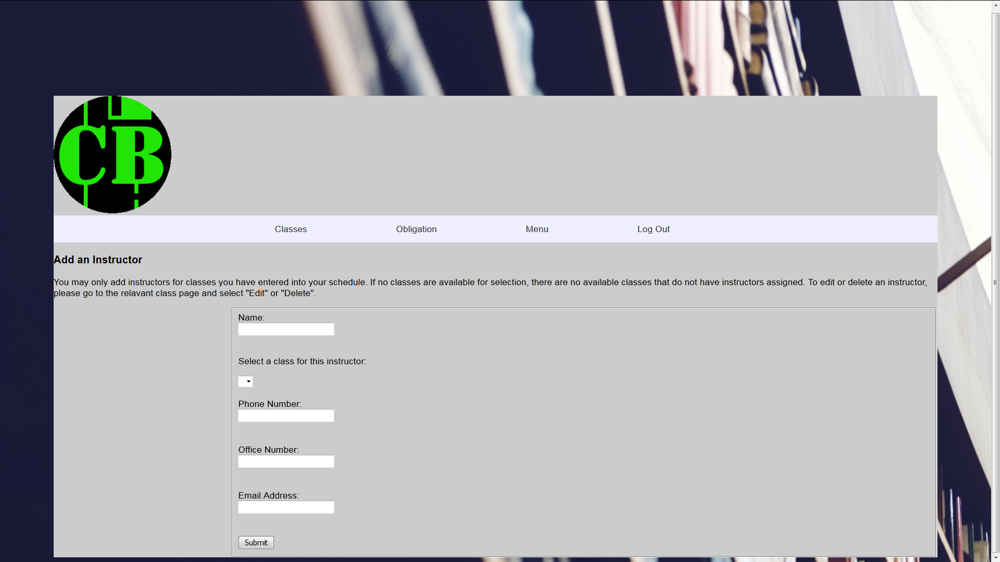 CB
Classes Obligation Menu Log Out
Add an Instructor
You may only add instructors for classes you have entered into your schedule. If no classes are available for selection, there are no available classes that do not have instructors assigned. To edit or delete an instructor,
please go to the relavant class page and select "Edit" or "Delete".
Name:
Select a class for this instructor:
Phone Number:
Office Number:
Email Address:
Submit